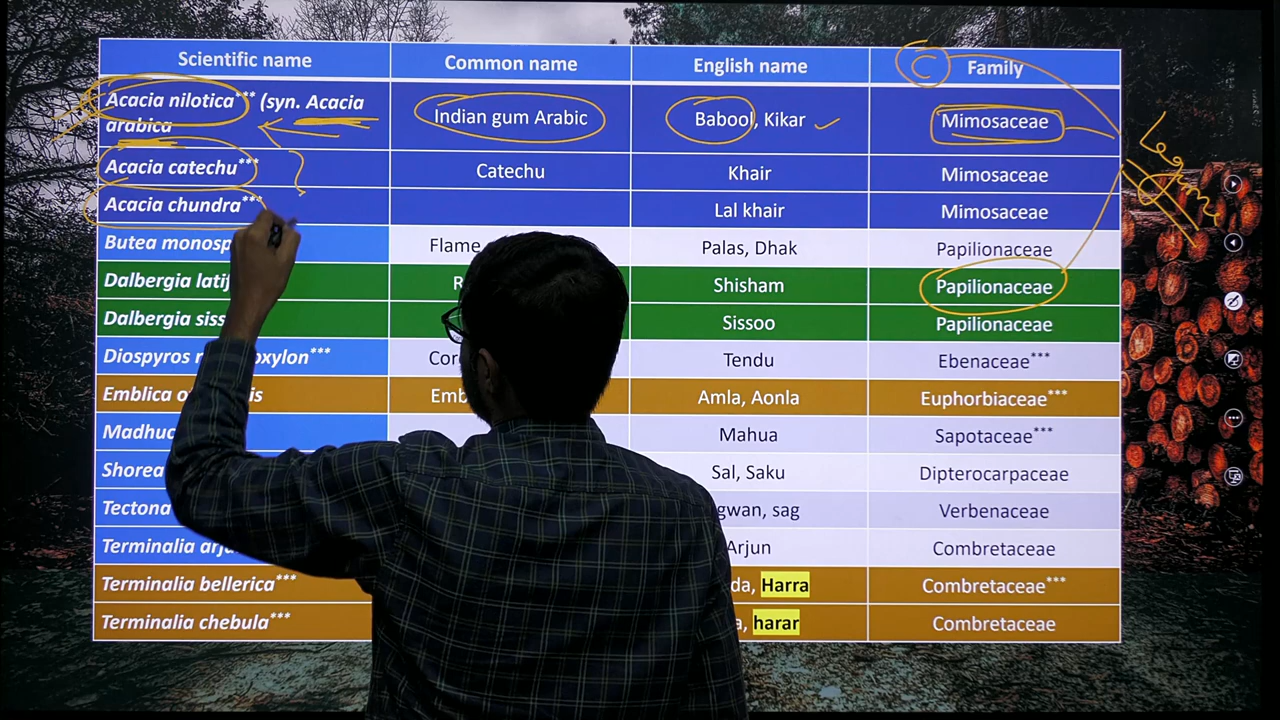 Scientific name Common name English name Family
Acacia nilotica*** (syn. Acacia arabica Indian gum Arabic Babool, Kikar Mimosaceae
Acacia catechu*** Catechu Khair Mimosaceae
Acacia chundra*** Lal khair Mimosaceae
Butea monosp Flame Palas, Dhak Papilionaceae
Dalbergia latif Shisham Papilionaceae
Dalbergia siss Sissoo Papilionaceae
Diospyros oxylon*** Tendu Ebenaceae***
Emblica Emb Amla, Aonla Euphorbiaceae***
Madhuc Mahua Sapotaceae***
Shorea Sal, Saku Dipterocarpaceae
Tectona gwan, sag Verbenaceae
Terminalia arju Arjun Combretaceae
Terminalia bellerica*** da, Harra Combretaceae***
Terminalia chebula*** a, harar Combretaceae